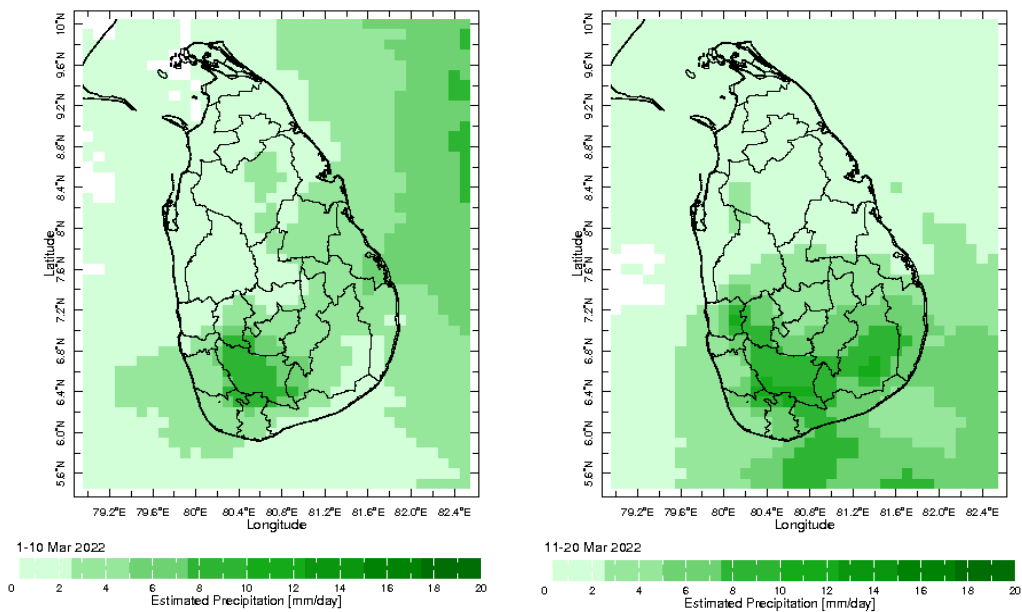 10°N
9.6°N
9.2°N
8.8°N
8.4°N
8°N
7.6°N
7.2°N
6.8°N
6.4°N
6.0°N
5.6°N
Latitude
79.2°E 79.6°E 80°E 80.4°E 80.8°E 81.2°E 81.6°E 82.0°E 82.4°E
Longitude
1-10 Mar 2022
0 2 4 6 8 10 12 14 16 18 20
Estimated Precipitation [mm/day]
10°N
9.6°N
9.2°N
8.8°N
8.4°N
8°N
7.6°N
7.2°N
6.8°N
6.4°N
6.0°N
5.6°N
Latitude
79.2°E 79.6°E 80°E 80.4°E 80.8°E 81.2°E 81.6°E 82.0°E 82.4°E
Longitude
11-20 Mar 2022
0 2 4 6 8 10 12 14 16 18 20
Estimated Precipitation [mm/day]